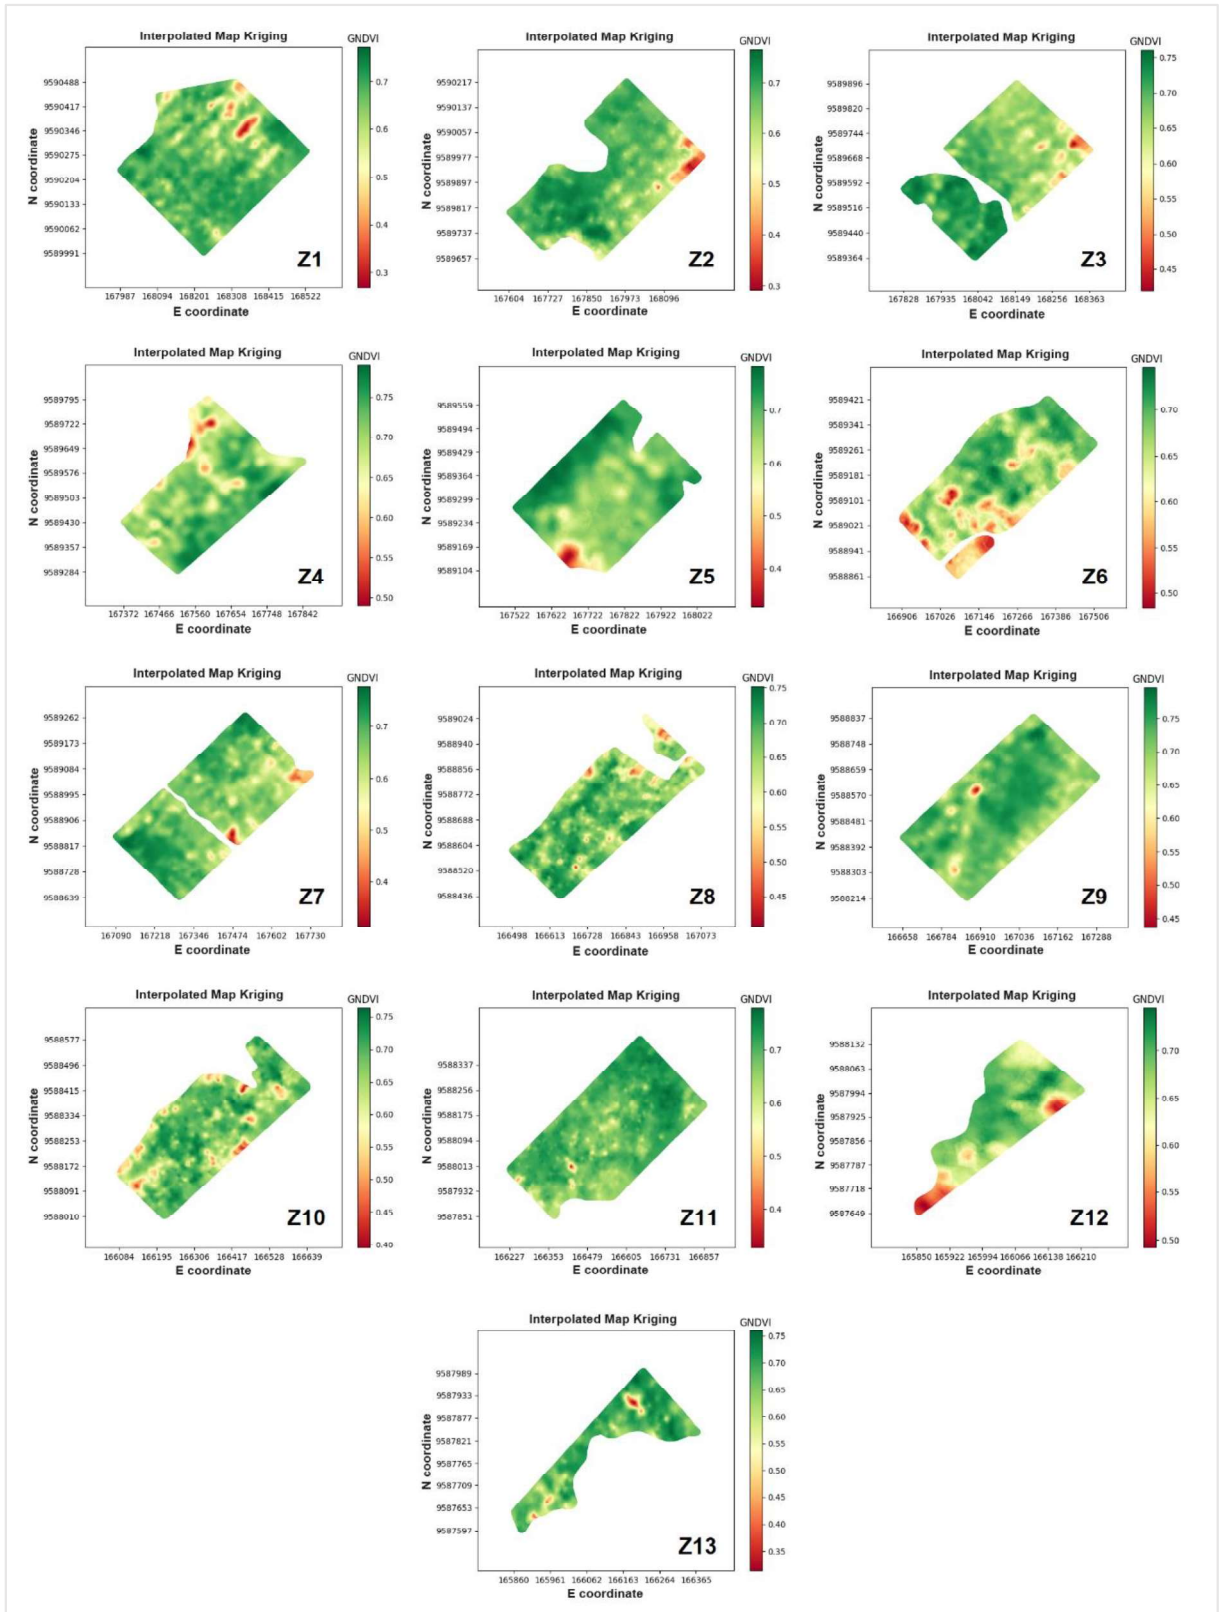 Interpolated Map Kriging
GNDVI
9590488
9590417
9590346
9590275
9590204
9590133
9590062
9589991
N coordinate
0.7
0.6
0.5
0.4
0.3
Z1
167987 168094 168201 168308 168415 168522
E coordinate
Interpolated Map Kriging
GNDVI
9590217
9590137
9590057
9589977
9589897
9589817
9589737
9589657
N coordinate
0.7
0.6
0.5
0.4
0.3
Z2
167604 167727 167850 167973 168096
E coordinate
Interpolated Map Kriging
GNDVI
9589896
9589820
9589744
9589668
9589592
9589516
9589440
9589364
N coordinate
0.75
0.70
0.65
0.60
0.55
0.50
0.45
Z3
167828 167935 168042 168149 168256 168363
E coordinate
Interpolated Map Kriging
GNDVI
9589795
9589722
9589649
9589576
9589503
9589430
9589357
9589284
N coordinate
0.75
0.70
0.65
0.60
0.55
0.50
Z4
167372 167466 167560 167654 167748 167842
E coordinate
Interpolated Map Kriging
GNDVI
9589559
9589494
9589429
9589364
9589299
9589234
9589169
9589104
N coordinate
0.7
0.6
0.5
0.4
Z5
167522 167622 167722 167822 167922 168022
E coordinate
Interpolated Map Kriging
GNDVI
9589421
9589341
9589261
9589181
9589101
9589021
9588941
9588861
N coordinate
0.70
0.65
0.60
0.55
0.50
Z6
166906 167026 167146 167266 167386 167506
E coordinate
Interpolated Map Kriging
GNDVI
9589262
9589173
9589084
9588995
9588906
9588817
9588728
9588639
N coordinate
0.7
0.6
0.5
0.4
Z7
167090 167218 167346 167474 167602 167730
E coordinate
Interpolated Map Kriging
GNDVI
9589024
9588940
9588856
9588772
9588688
9588604
9588520
9588436
N coordinate
0.75
0.70
0.65
0.60
0.55
0.50
0.45
Z8
166498 166613 166728 166843 166958 167073
E coordinate
Interpolated Map Kriging
GNDVI
9588837
9588748
9588659
9588570
9588481
9588392
9588303
9588214
N coordinate
0.75
0.70
0.65
0.60
0.55
0.50
0.45
Z9
166658 166784 166910 167036 167162 167288
E coordinate
Interpolated Map Kriging
GNDVI
9588577
9588496
9588415
9588334
9588253
9588172
9588091
9588010
N coordinate
0.75
0.70
0.65
0.60
0.55
0.50
0.45
0.40
Z10
166084 166195 166306 166417 166528 166639
E coordinate
Interpolated Map Kriging
GNDVI
9588337
9588256
9588175
9588094
9588013
9587932
9587851
N coordinate
0.7
0.6
0.5
0.4
Z11
166227 166353 166479 166605 166731 166857
E coordinate
Interpolated Map Kriging
GNDVI
9588132
9588063
9587994
9587925
9587856
9587787
9587718
9587649
N coordinate
0.70
0.65
0.60
0.55
0.50
Z12
165850 165922 165994 166066 166138 166210
E coordinate
Interpolated Map Kriging
GNDVI
9587989
9587933
9587877
9587821
9587765
9587709
9587653
9587597
N coordinate
0.75
0.70
0.65
0.60
0.55
0.50
0.45
0.40
0.35
Z13
165860 165961 166062 166163 166264 166365
E coordinate